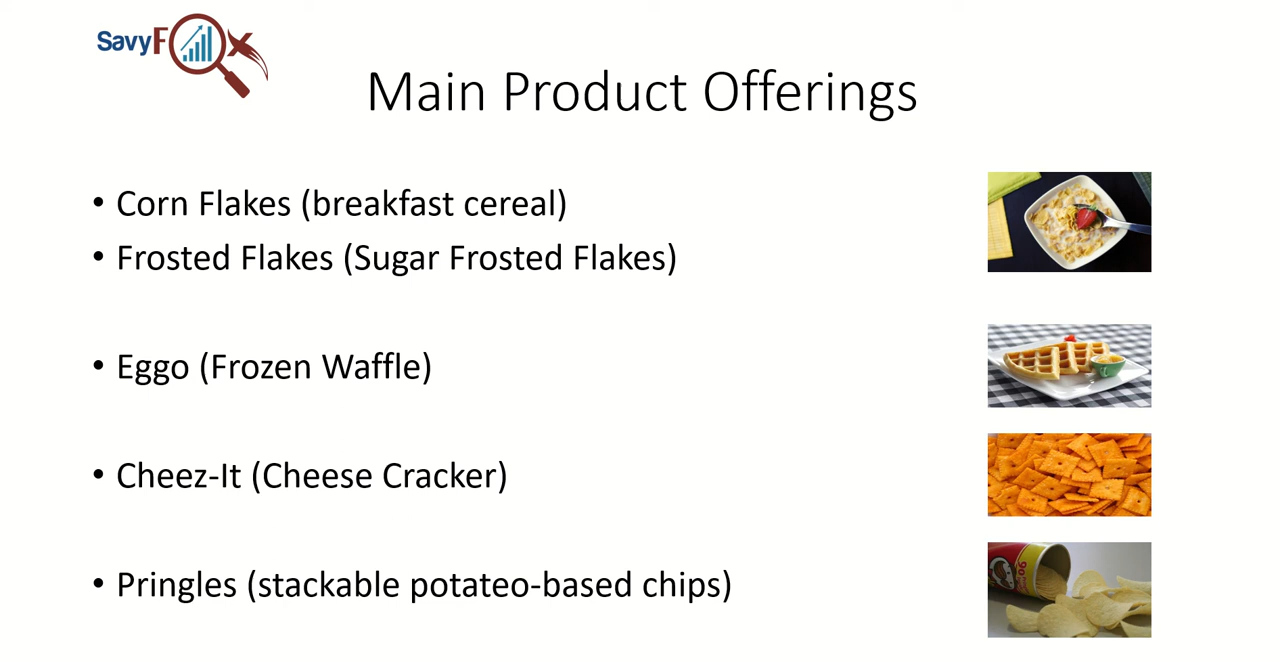 SavyFox
Main Product Offerings
• Corn Flakes (breakfast cereal)
• Frosted Flakes (Sugar Frosted Flakes)
• Eggo (Frozen Waffle)
• Cheez-It (Cheese Cracker)
• Pringles (stackable potateo-based chips)